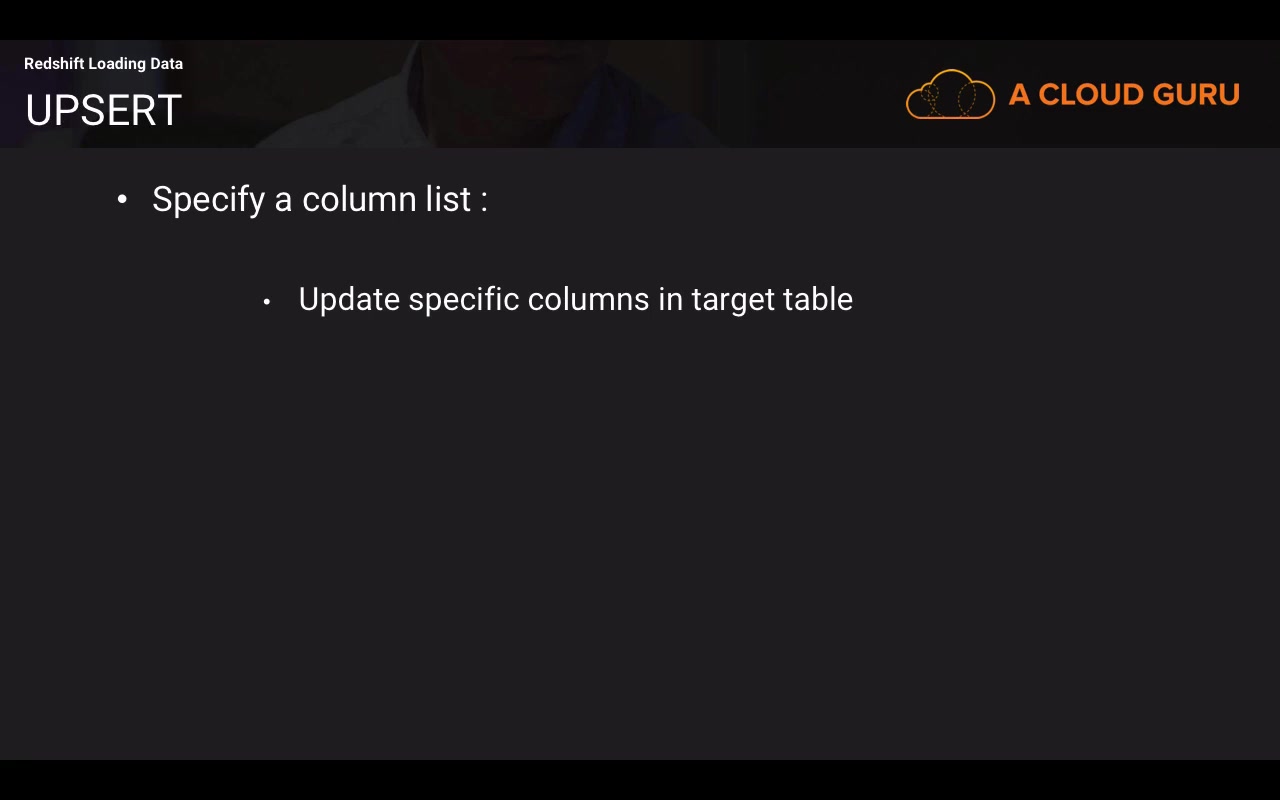 Redshift Loading Data
UPSERT
A CLOUD GURU
• Specify a column list :
• Update specific columns in target table